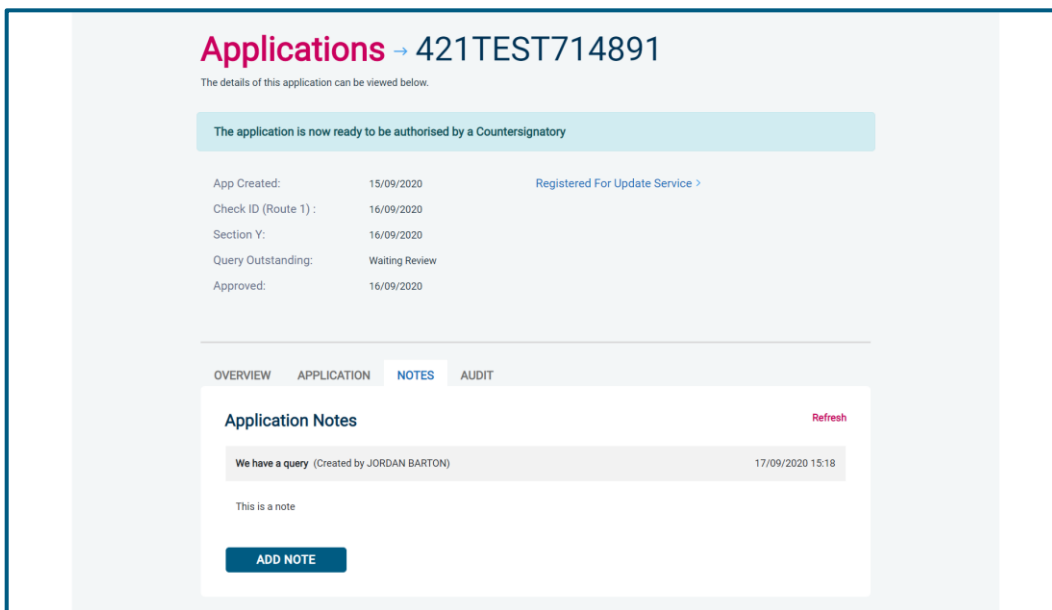 Applications → 421TEST714891
The details of this application can be viewed below.
The application is now ready to be authorised by a Countersignatory
App Created: 15/09/2020 Registered For Update Service >
Check ID (Route 1) : 16/09/2020
Section Y: 16/09/2020
Query Outstanding: Waiting Review
Approved: 16/09/2020
OVERVIEW APPLICATION NOTES AUDIT
Application Notes Refresh
We have a query (Created by JORDAN BARTON) 17/09/2020 15:18
This is a note
ADD NOTE